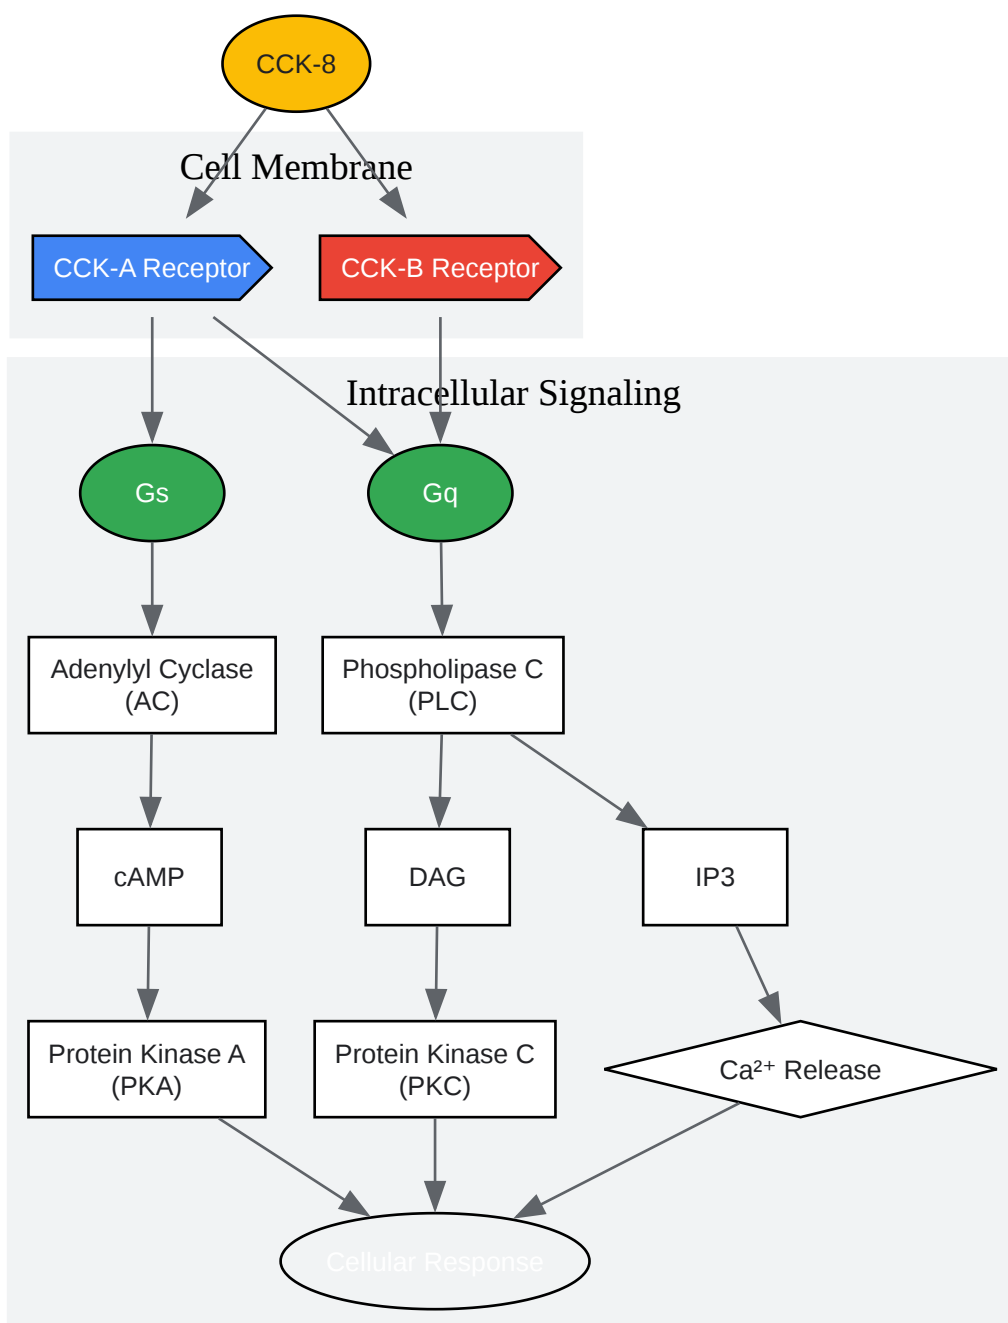 CCK-8
Cell Membrane
CCK-A Receptor
CCK-B Receptor
Intracellular Signaling
Gs
Gq
Adenylyl Cyclase
(AC)
Phospholipase C
(PLC)
cAMP
DAG
IP3
Protein Kinase A
(PKA)
Protein Kinase C
(PKC)
Ca²⁺ Release
Cellular Response